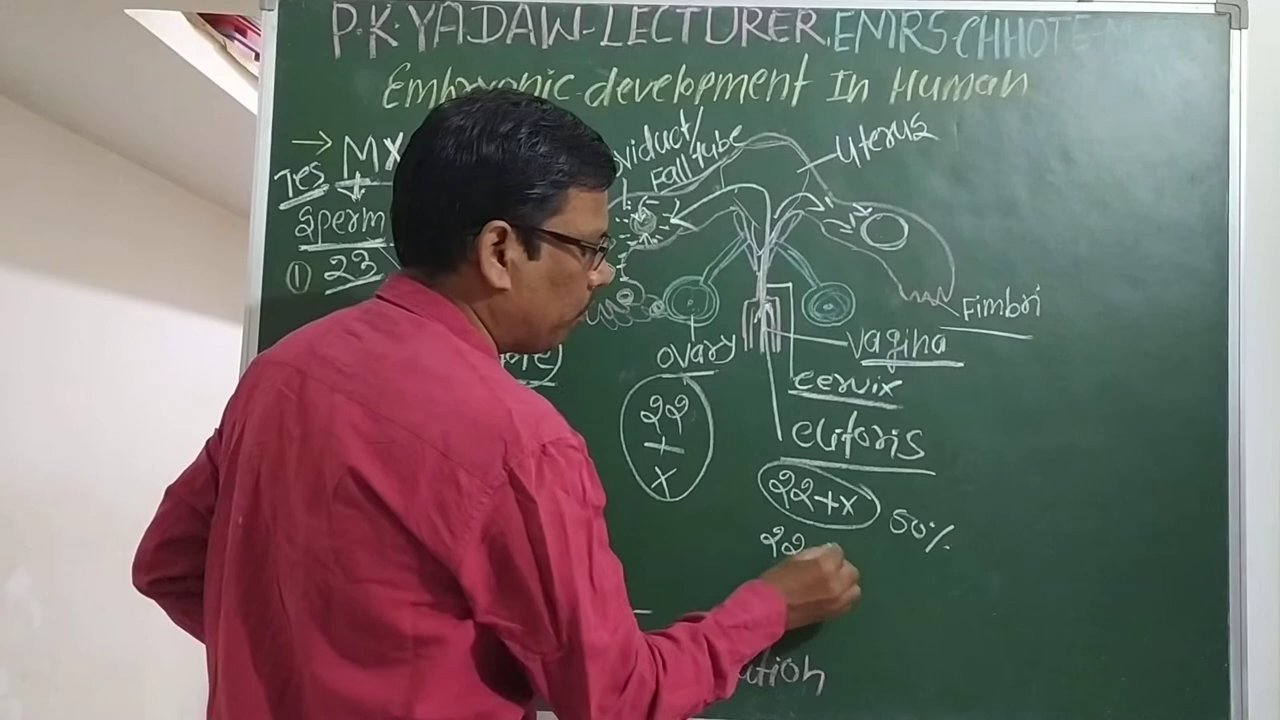 P.K.YADAW-LECTURER, EMRS-CHHOTE-M
Embryonic development In Human
→ MX
Tes
Sperm
① 23
oviduct/
Fall tube
Uterus
Fimbri
ovary
vagina
cervix
clitoris
22
+
X
22+X
50%
22